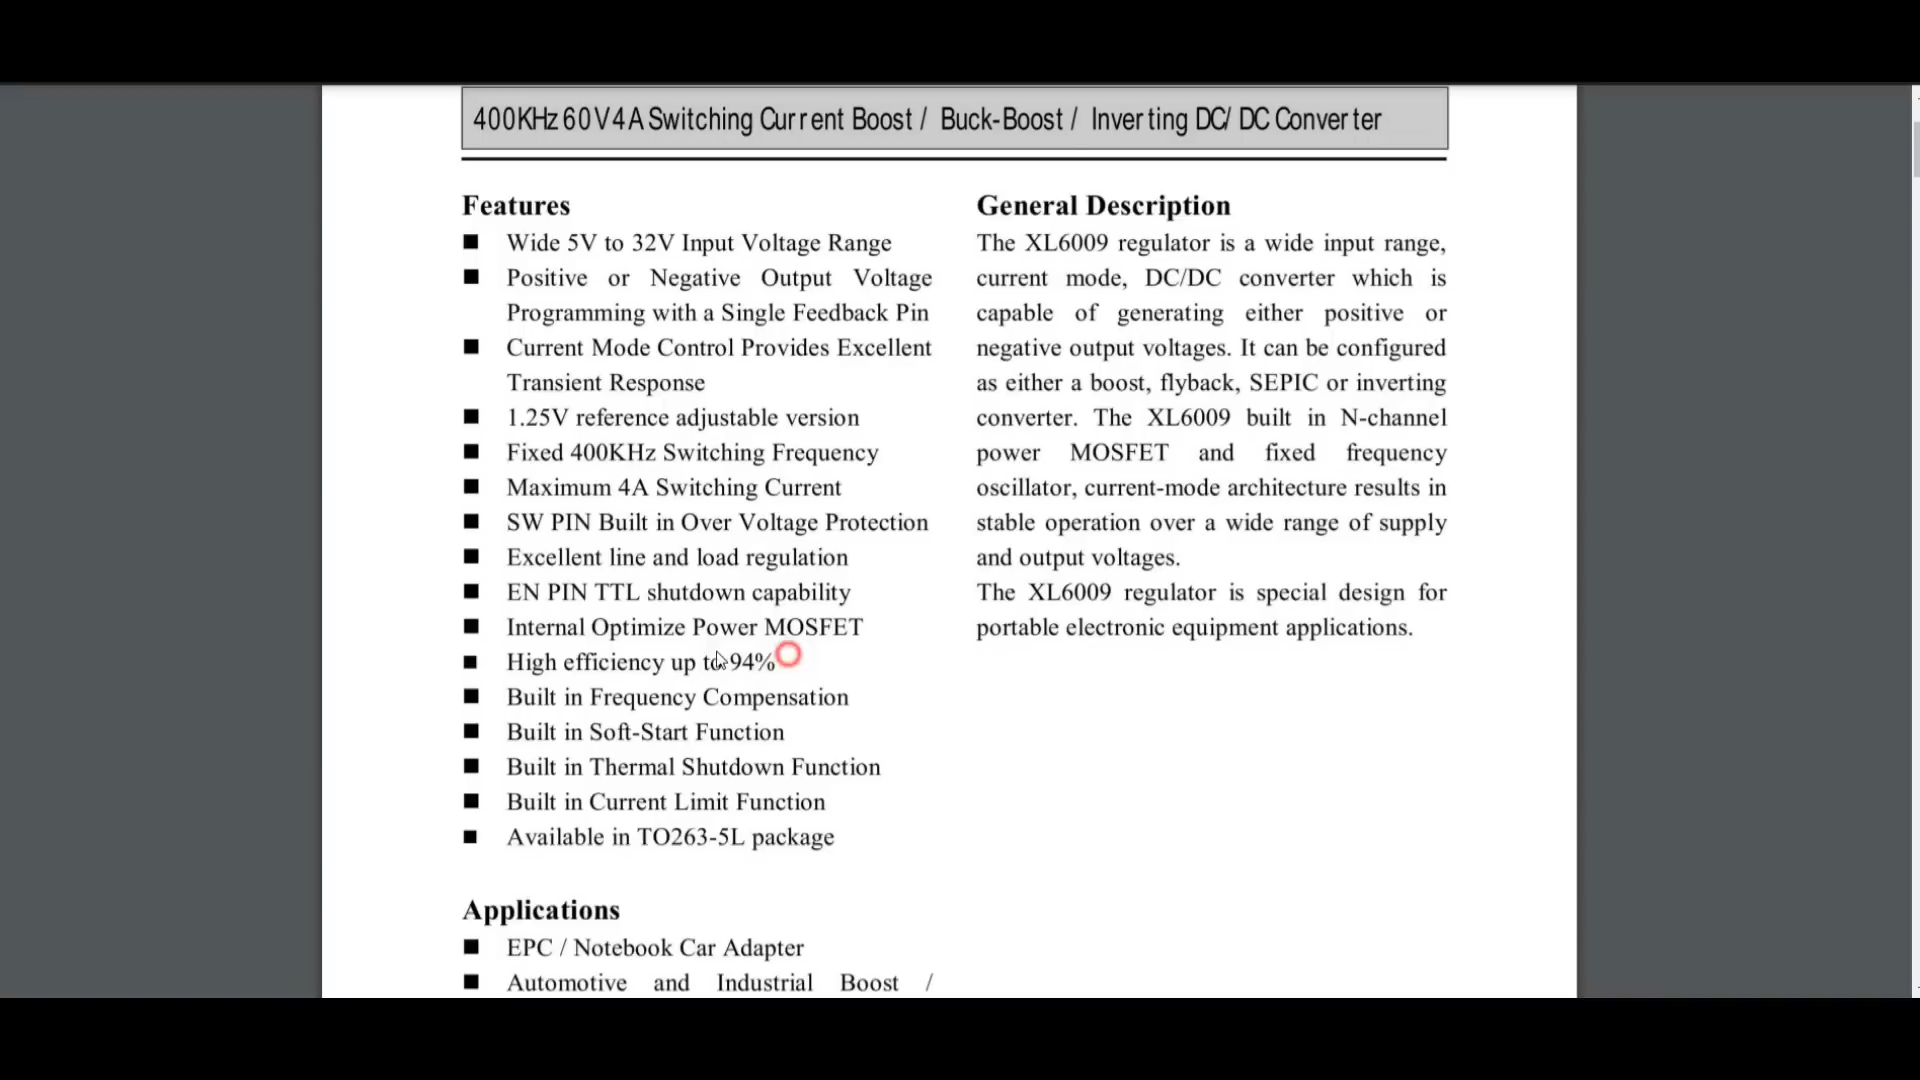 400KHz 60V 4A Switching Current Boost / Buck-Boost / Inverting DC/DC Converter
Features
Wide 5V to 32V Input Voltage Range
Positive or Negative Output Voltage
Programming with a Single Feedback Pin
Current Mode Control Provides Excellent
Transient Response
1.25V reference adjustable version
Fixed 400KHz Switching Frequency
Maximum 4A Switching Current
SW PIN Built in Over Voltage Protection
Excellent line and load regulation
EN PIN TTL shutdown capability
Internal Optimize Power MOSFET
High efficiency up to 94%
Built in Frequency Compensation
Built in Soft-Start Function
Built in Thermal Shutdown Function
Built in Current Limit Function
Available in TO263-5L package
Applications
EPC / Notebook Car Adapter
Automotive and Industrial Boost /
General Description
The XL6009 regulator is a wide input range,
current mode, DC/DC converter which is
capable of generating either positive or
negative output voltages. It can be configured
as either a boost, flyback, SEPIC or inverting
converter. The XL6009 built in N-channel
power MOSFET and fixed frequency
oscillator, current-mode architecture results in
stable operation over a wide range of supply
and output voltages.
The XL6009 regulator is special design for
portable electronic equipment applications.